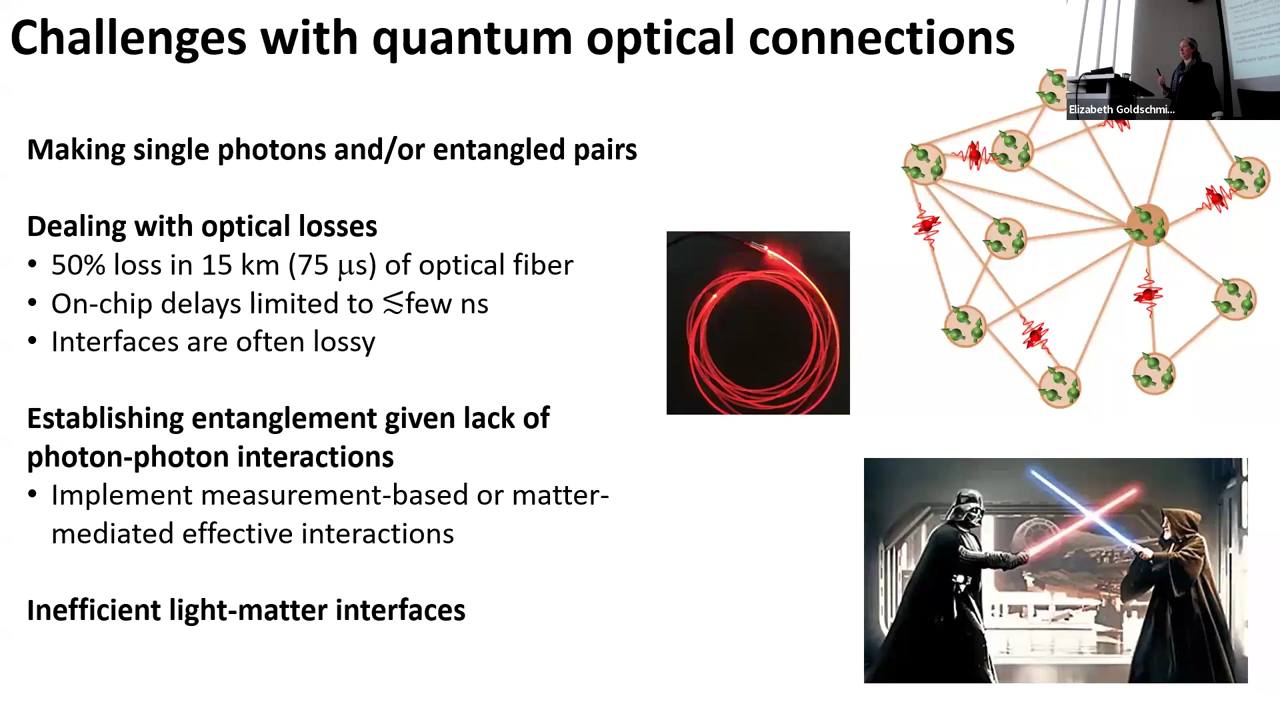 Challenges with quantum optical connections
Elizabeth Goldschmi...
Making single photons and/or entangled pairs
Dealing with optical losses
• 50% loss in 15 km (75 μs) of optical fiber
• On-chip delays limited to ≲few ns
• Interfaces are often lossy
Establishing entanglement given lack of
photon-photon interactions
• Implement measurement-based or matter-
mediated effective interactions
Inefficient light-matter interfaces